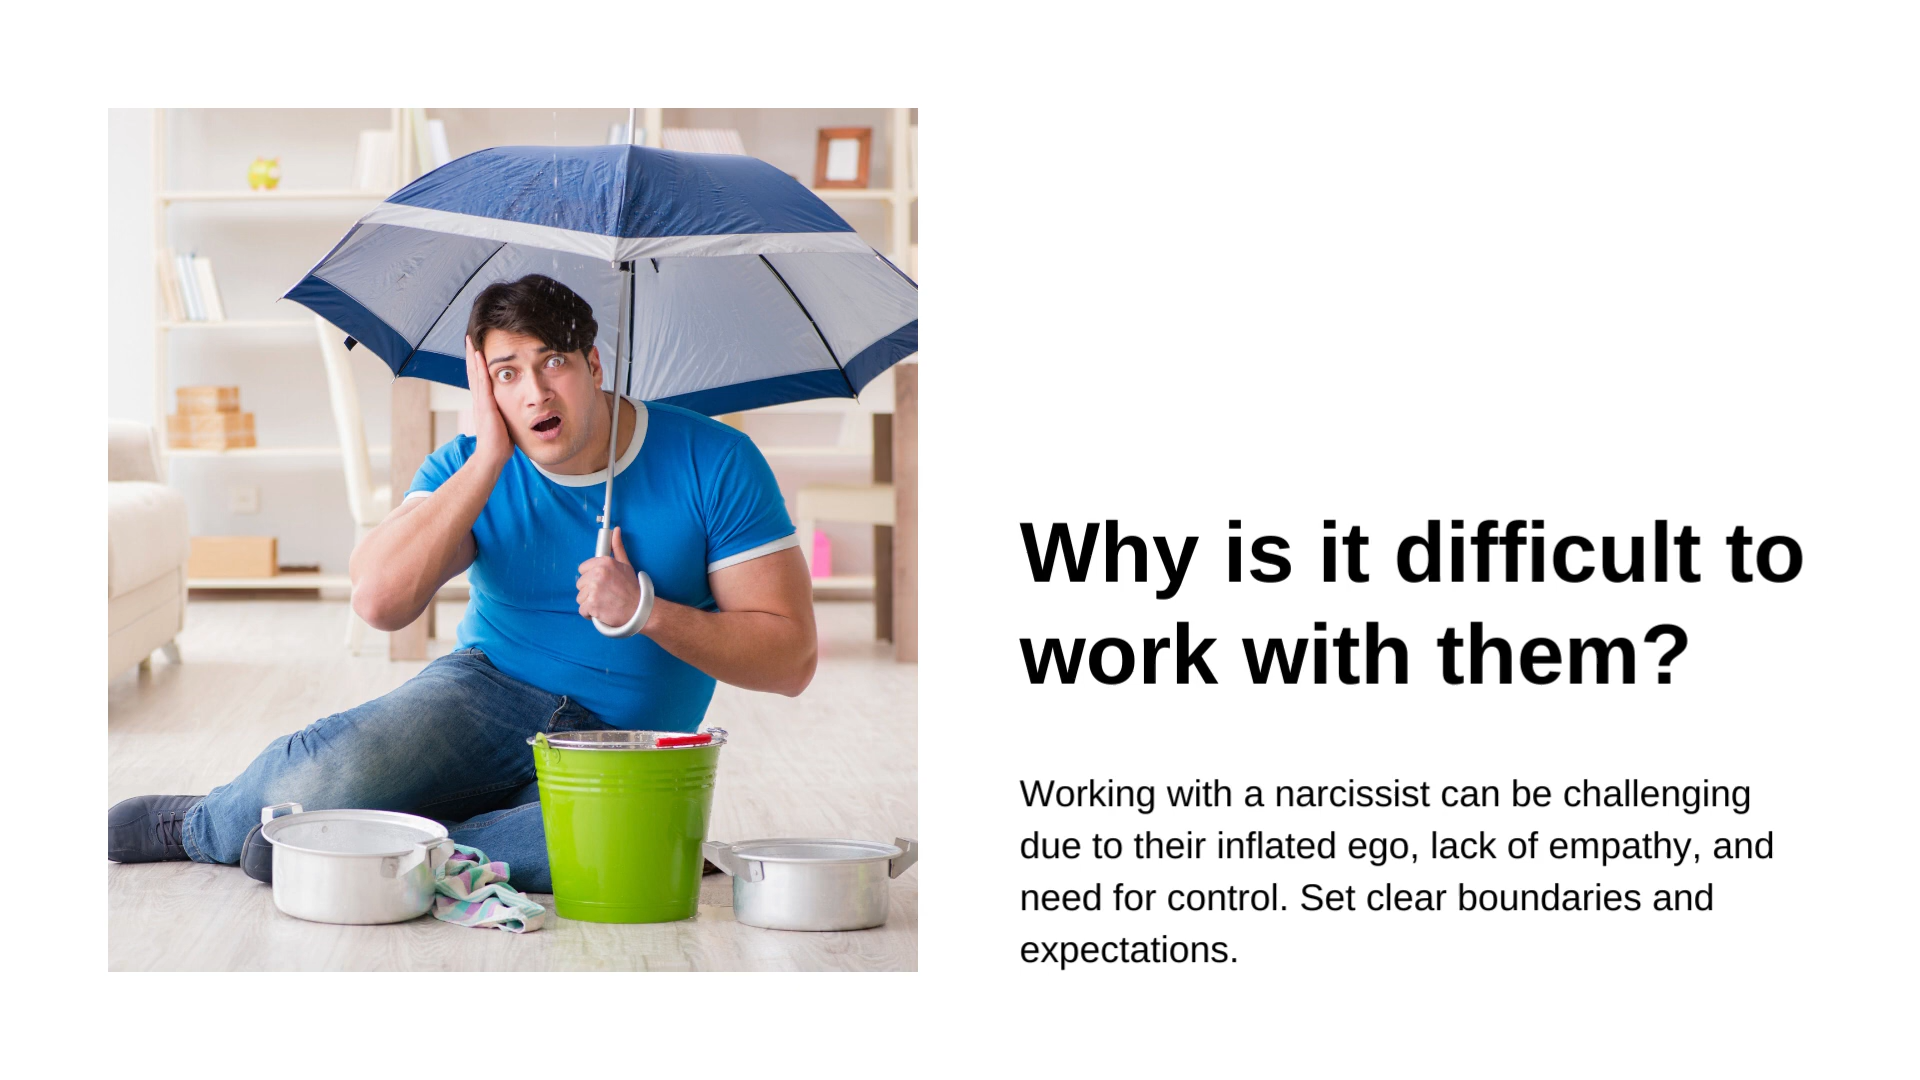 Why is it difficult to
work with them?
Working with a narcissist can be challenging
due to their inflated ego, lack of empathy, and
need for control. Set clear boundaries and
expectations.